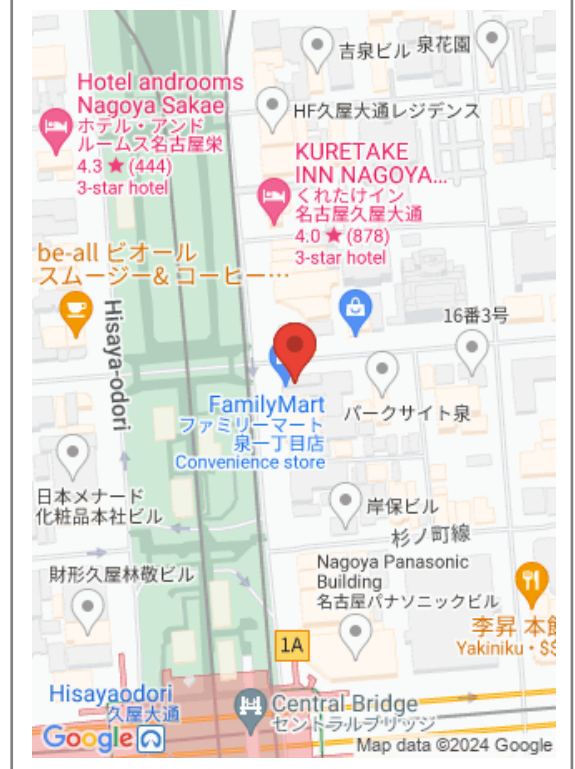 吉泉ビル
泉花園
Hotel androoms
Nagoya Sakae
ホテル・アンド
ルームス名古屋栄
4.3 ★ (444)
3-star hotel
HF久屋大通レジデンス
KURETAKE
INN NAGOYA...
くれたけイン
名古屋久屋大通
4.0 ★ (878)
3-star hotel
be-all ビオール
スムージー& コーヒー…
Hisaya-odori
16番3号
FamilyMart
ファミリーマート
泉一丁目店
Convenience store
パークサイト泉
日本メナード
化粧品本社ビル
岸保ビル
杉ノ町線
財形久屋林敬ビル
Nagoya Panasonic
Building
名古屋パナソニックビル
李昇 本館
Yakiniku • $$
1A
Hisayaodori
久屋大通
Central Bridge
セントラルブリッジ
Google
Map data ©2024 Google